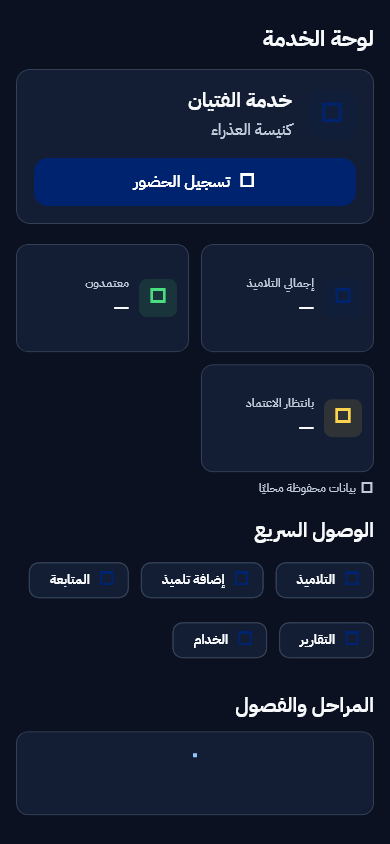 لوحة الخدمة
خدمة الفتيان
كنيسة العذراء
تسجيل الحضور
إجمالي التلاميذ
—
معتمدون
—
بانتظار الاعتماد
—
بيانات محفوظة محليًا
الوصول السريع
التلاميذ
إضافة تلميذ
المتابعة
التقارير
الخدام
المراحل والفصول